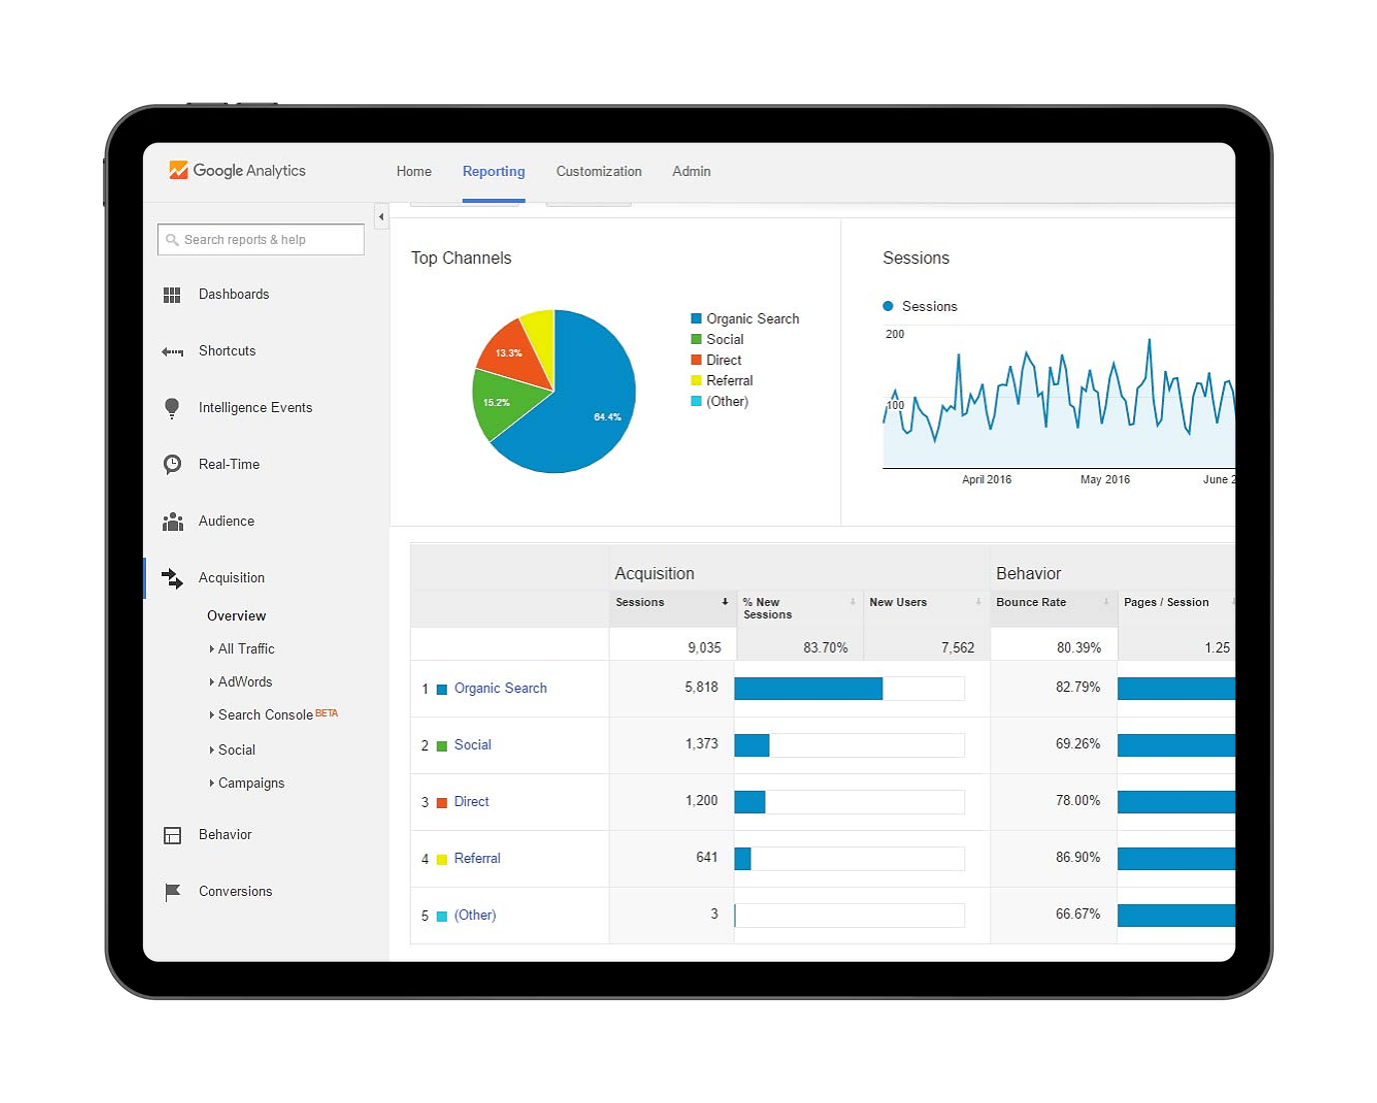 Google Analytics
Home
Reporting
Customization
Admin
Search reports & help
Dashboards
Shortcuts
Intelligence Events
Real-Time
Audience
Acquisition
Overview
All Traffic
AdWords
Search Console BETA
Social
Campaigns
Behavior
Conversions
Top Channels
13.3%
15.2%
64.4%
Organic Search
Social
Direct
Referral
(Other)
Sessions
Sessions
200
100
April 2016
May 2016
June 2
Acquisition
Behavior
Sessions
% New
Sessions
New Users
Bounce Rate
Pages / Session
9,035
83.70%
7,562
80.39%
1.25
1 Organic Search 5,818 82.79%
2 Social 1,373 69.26%
3 Direct 1,200 78.00%
4 Referral 641 86.90%
5 (Other) 3 66.67%